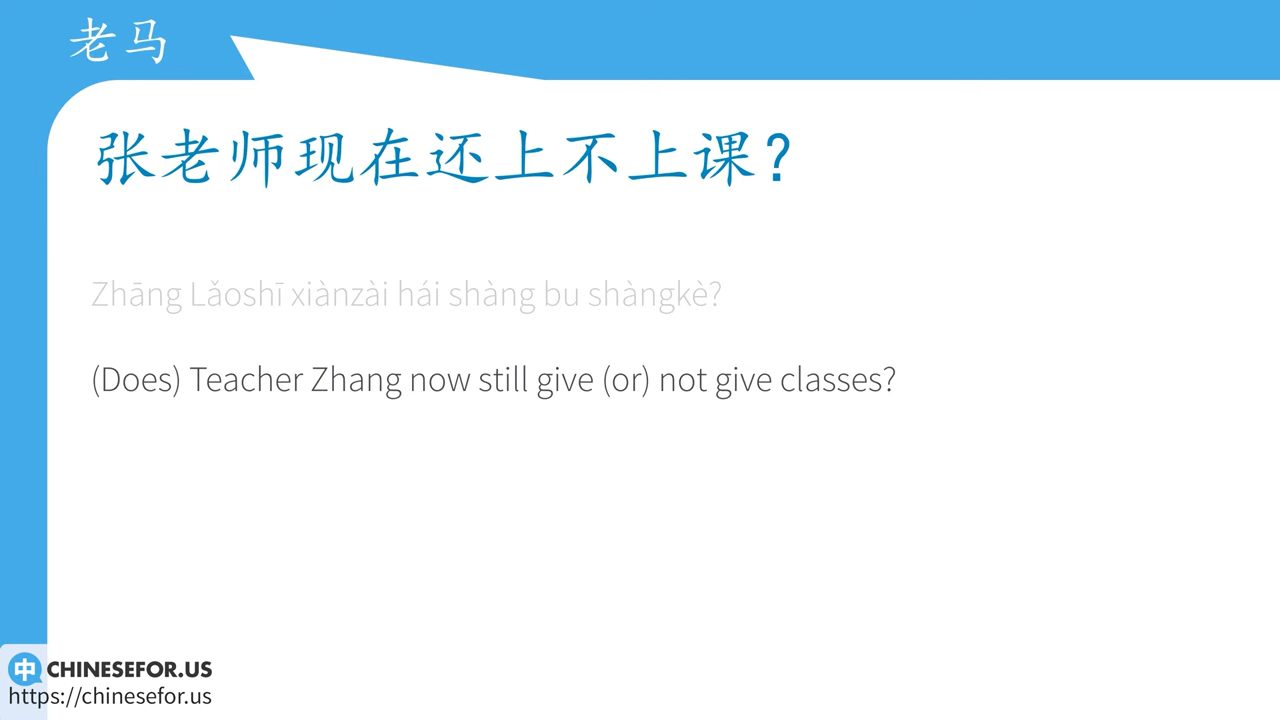 老马
张老师现在还上不上课?
Zhāng Lǎoshī xiànzài hái shàng bu shàngkè?
(Does) Teacher Zhang now still give (or) not give classes?
中 CHINESEFOR.US
https://chinesefor.us